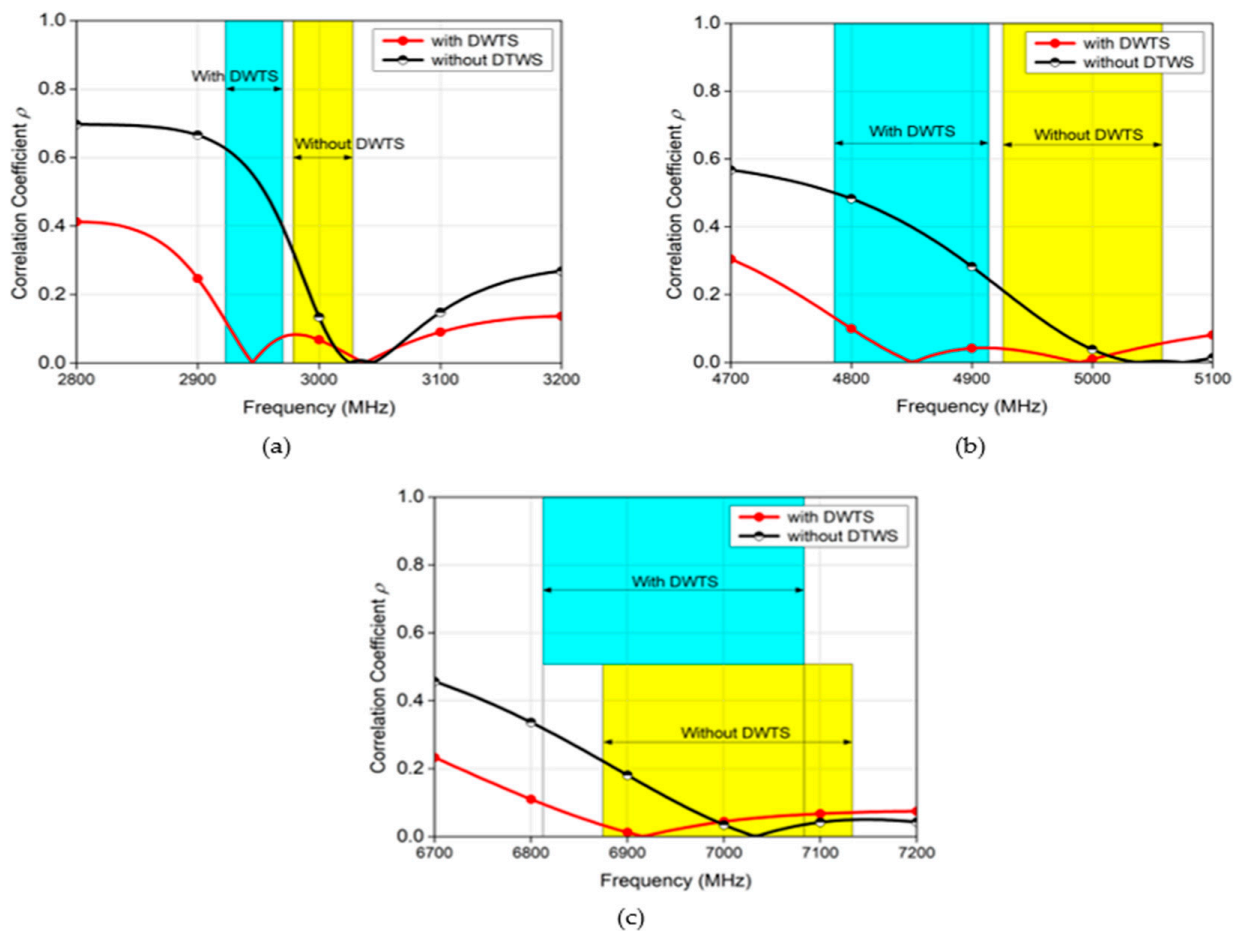 with DWTS
without DTWS
With DWTS
Without DWTS
Correlation Coefficient ρ
1.0
0.8
0.6
0.4
0.2
0.0
2800 2900 3000 3100 3200
Frequency (MHz)
(a)
with DWTS
without DTWS
With DWTS
Without DWTS
Correlation Coefficient ρ
1.0
0.8
0.6
0.4
0.2
0.0
4700 4800 4900 5000 5100
Frequency (MHz)
(b)
with DWTS
without DTWS
With DWTS
Without DWTS
Correlation Coefficient ρ
1.0
0.8
0.6
0.4
0.2
0.0
6700 6800 6900 7000 7100 7200
Frequency (MHz)
(c)